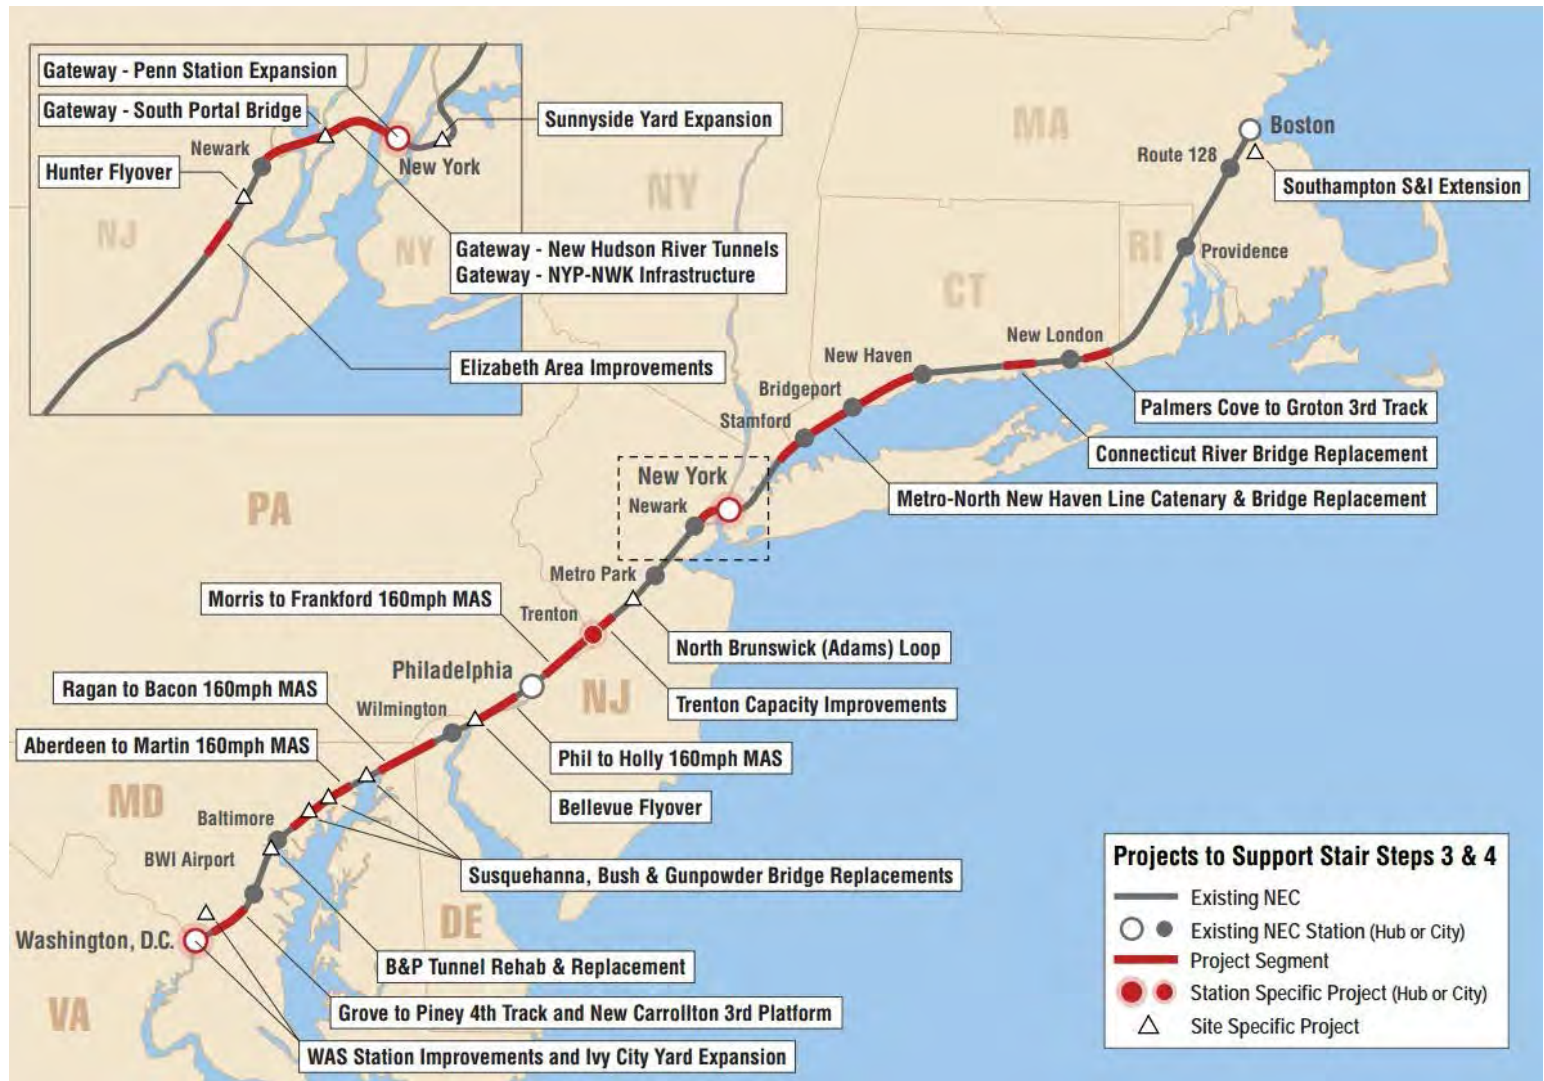 Gateway - Penn Station Expansion
Gateway - South Portal Bridge
Sunnyside Yard Expansion
Newark
New York
Hunter Flyover
NJ
NY
Gateway - New Hudson River Tunnels
Gateway - NYP-NWK Infrastructure
Elizabeth Area Improvements
MA
NY
CT
RI
PA
NJ
MD
DE
VA
Boston
Route 128
Southampton S&I Extension
Providence
New London
New Haven
Bridgeport
Stamford
Palmers Cove to Groton 3rd Track
Connecticut River Bridge Replacement
Metro-North New Haven Line Catenary & Bridge Replacement
New York
Newark
Metro Park
Morris to Frankford 160mph MAS
Trenton
North Brunswick (Adams) Loop
Philadelphia
Trenton Capacity Improvements
Ragan to Bacon 160mph MAS
Wilmington
Aberdeen to Martin 160mph MAS
Phil to Holly 160mph MAS
Bellevue Flyover
Baltimore
BWI Airport
Susquehanna, Bush & Gunpowder Bridge Replacements
Washington, D.C.
B&P Tunnel Rehab & Replacement
Grove to Piney 4th Track and New Carrollton 3rd Platform
WAS Station Improvements and Ivy City Yard Expansion
Projects to Support Stair Steps 3 & 4
Existing NEC
Existing NEC Station (Hub or City)
Project Segment
Station Specific Project (Hub or City)
Site Specific Project